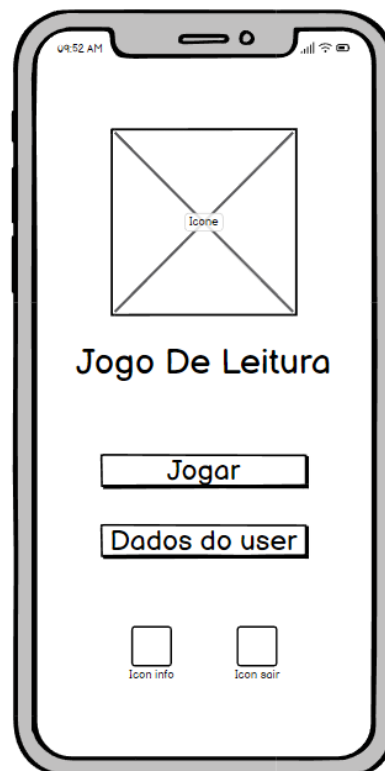 09:52 AM
Icone
Jogo De Leitura
Jogar
Dados do user
Icon info
Icon sair